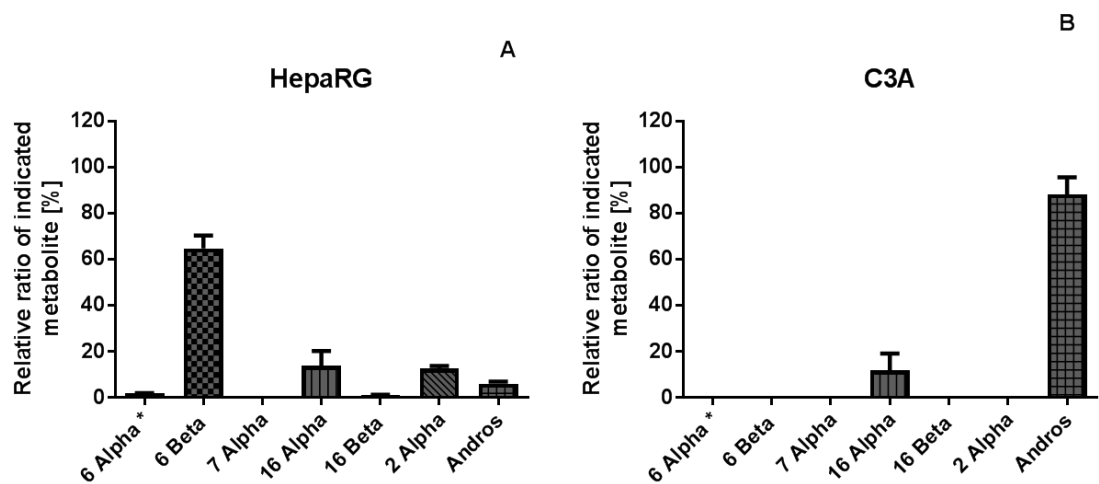 A
HepaRG
Relative ratio of indicated
metabolite [%]
120
100
80
60
40
20
0
6 Alpha *
6 Beta
7 Alpha
16 Alpha
16 Beta
2 Alpha
Andros
B
C3A
Relative ratio of indicated
metabolite [%]
120
100
80
60
40
20
0
6 Alpha *
6 Beta
7 Alpha
16 Alpha
16 Beta
2 Alpha
Andros